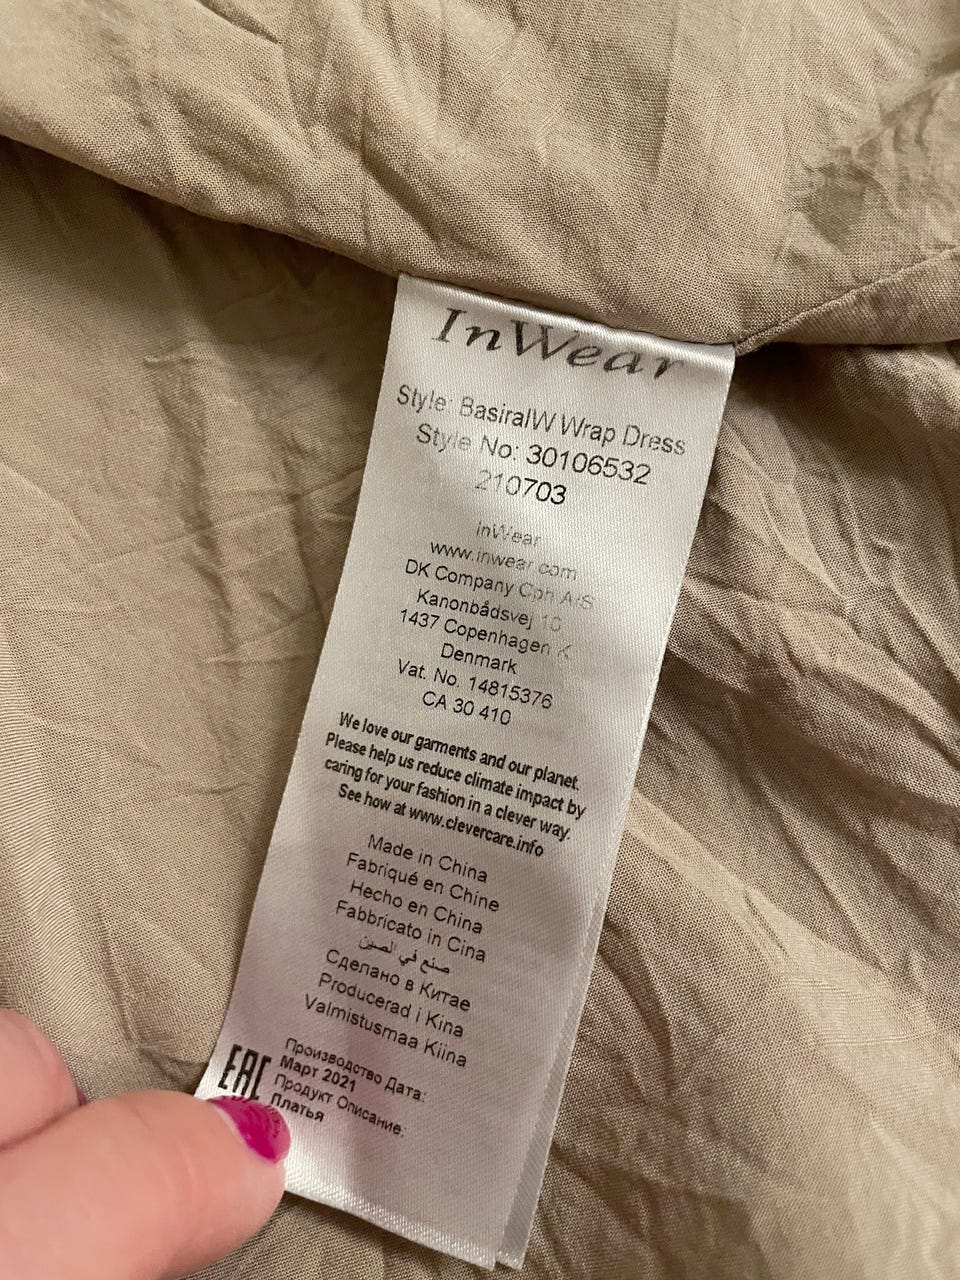 InWear
Style: BasiraIW Wrap Dress
Style No: 30106532
210703
inWear
www.inwear.com
DK Company Cph A/S
Kanonbådsvej 10
1437 Copenhagen K
Denmark
Vat. No. 14815376
CA 30 410
We love our garments and our planet.
Please help us reduce climate impact by
caring for your fashion in a clever way.
See how at www.clevercare.info
Made in China
Fabriqué en Chine
Hecho en China
Fabbricato in Cina
صنع في الصين
Сделано в Китае
Producerad i Kina
Valmistusmaa Kiina
EAC
Производство Дата:
Март 2021
Продукт Описание:
Платья